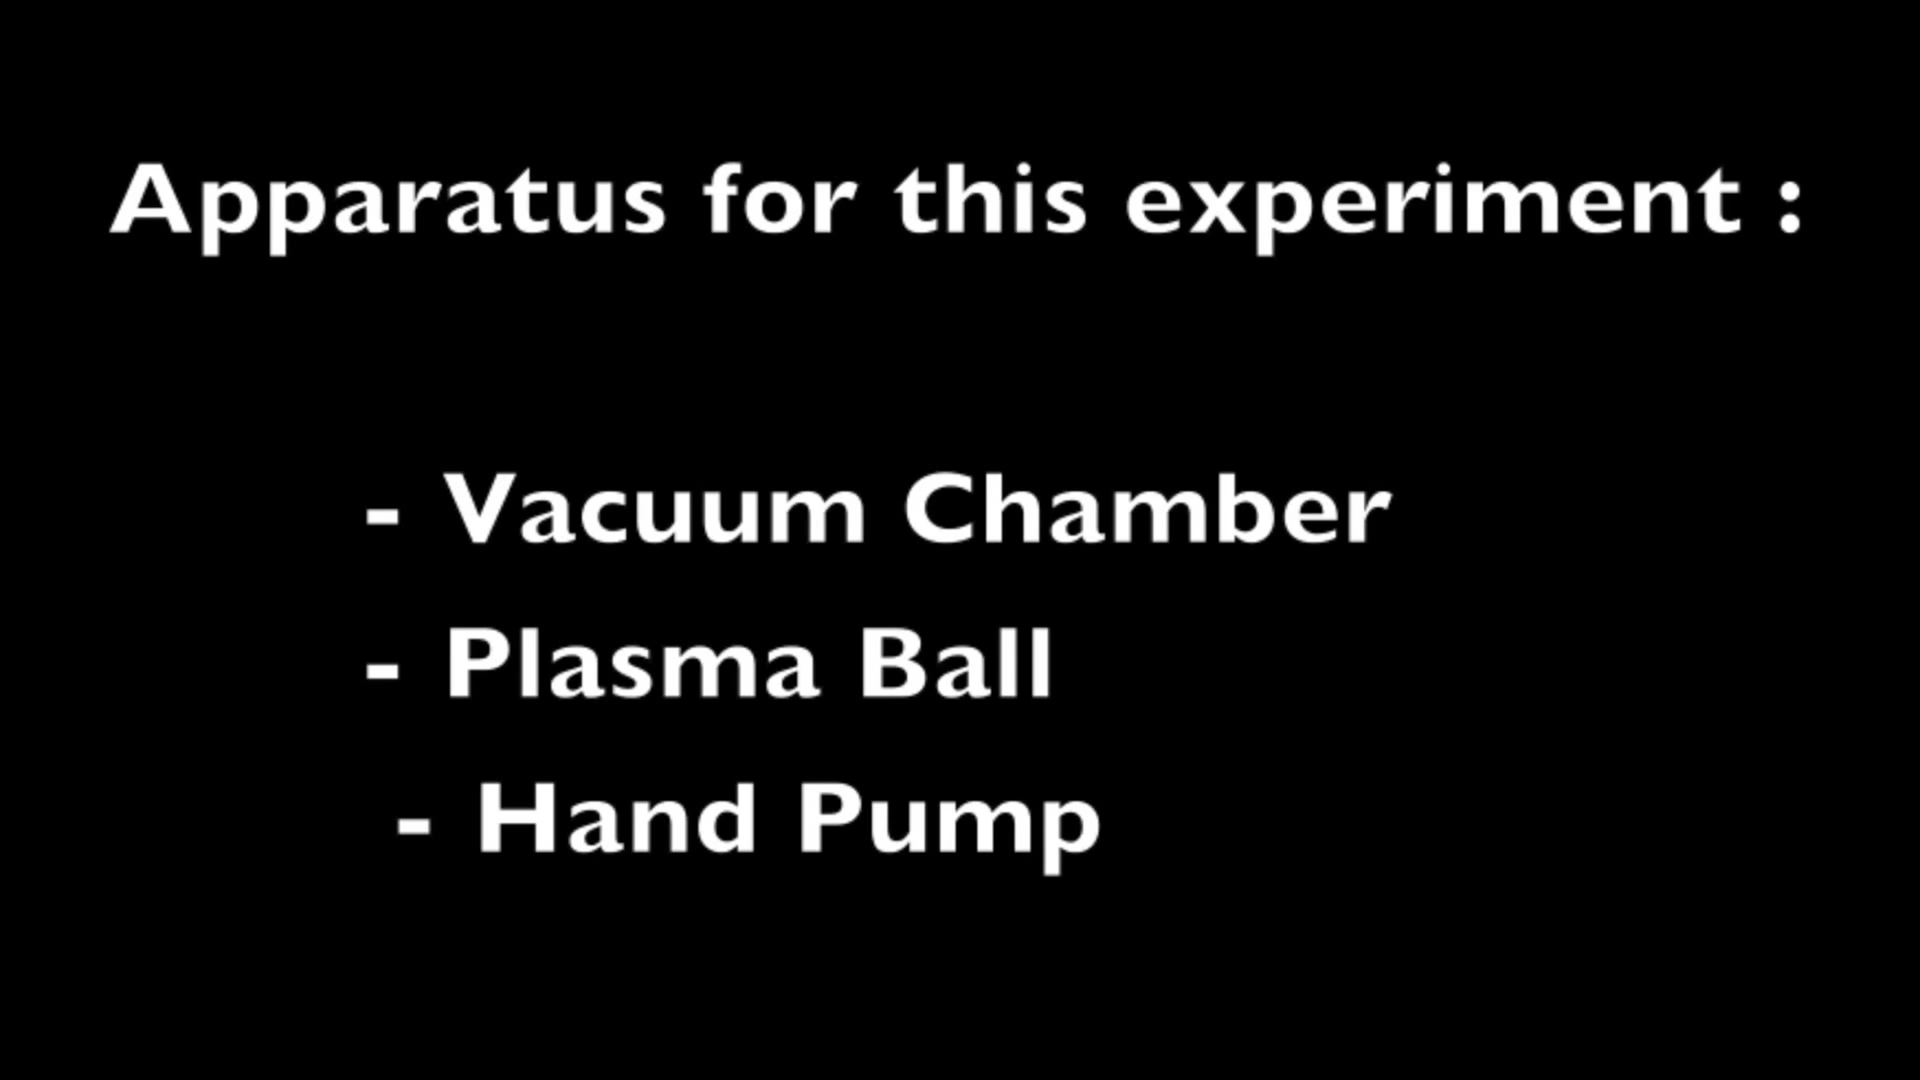 Apparatus for this experiment :
- Vacuum Chamber
- Plasma Ball
- Hand Pump